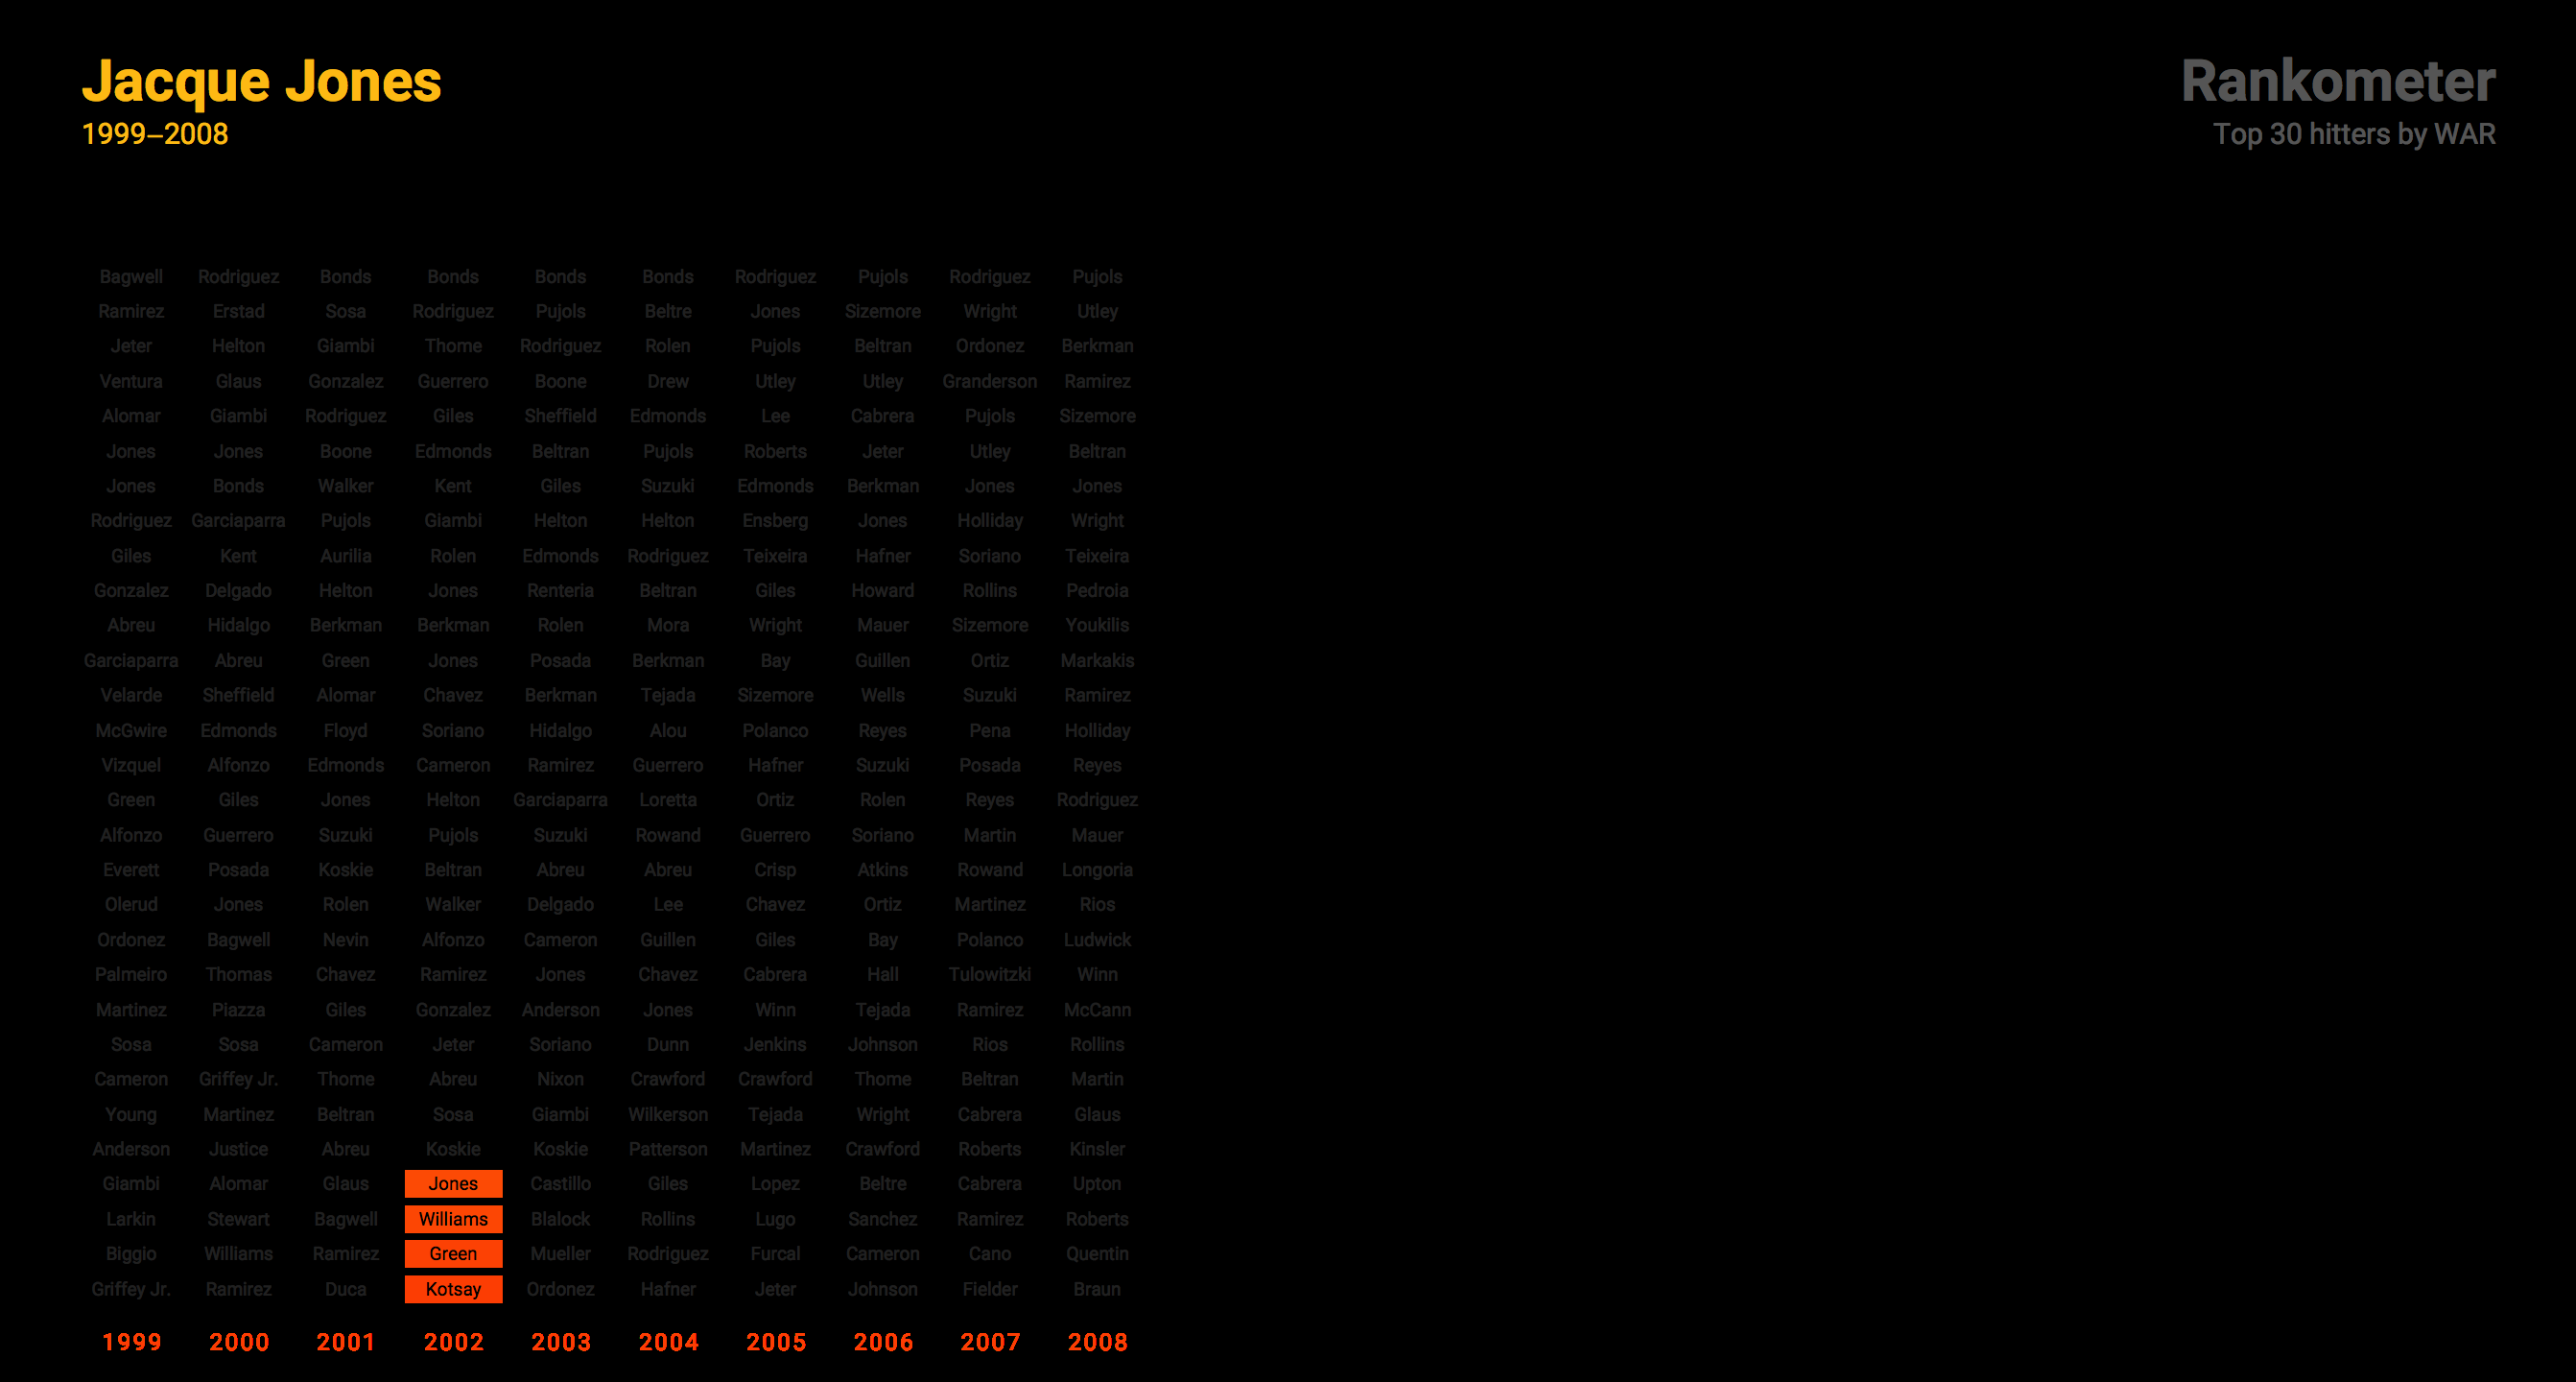 Jacque Jones
1999–2008
Rankometer
Top 30 hitters by WAR
Bagwell Rodriguez Bonds Bonds Bonds Bonds Rodriguez Pujols Rodriguez Pujols
Ramirez Erstad Sosa Rodriguez Pujols Beltre Jones Sizemore Wright Utley
Jeter Helton Giambi Thome Rodriguez Rolen Pujols Beltran Ordonez Berkman
Ventura Glaus Gonzalez Guerrero Boone Drew Utley Utley Granderson Ramirez
Alomar Giambi Rodriguez Giles Sheffield Edmonds Lee Cabrera Pujols Sizemore
Jones Jones Boone Edmonds Beltran Pujols Roberts Jeter Utley Beltran
Jones Bonds Walker Kent Giles Suzuki Edmonds Berkman Jones Jones
Rodriguez Garciaparra Pujols Giambi Helton Helton Ensberg Jones Holliday Wright
Giles Kent Aurilia Rolen Edmonds Rodriguez Teixeira Hafner Soriano Teixeira
Gonzalez Delgado Helton Jones Renteria Beltran Giles Howard Rollins Pedroia
Abreu Hidalgo Berkman Berkman Rolen Mora Wright Mauer Sizemore Youkilis
Garciaparra Abreu Green Jones Posada Berkman Bay Guillen Ortiz Markakis
Velarde Sheffield Alomar Chavez Berkman Tejada Sizemore Wells Suzuki Ramirez
McGwire Edmonds Floyd Soriano Hidalgo Alou Polanco Reyes Pena Holliday
Vizquel Alfonzo Edmonds Cameron Ramirez Guerrero Hafner Suzuki Posada Reyes
Green Giles Jones Helton Garciaparra Loretta Ortiz Rolen Reyes Rodriguez
Alfonzo Guerrero Suzuki Pujols Suzuki Rowand Guerrero Soriano Martin Mauer
Everett Posada Koskie Beltran Abreu Abreu Crisp Atkins Rowand Longoria
Olerud Jones Rolen Walker Delgado Lee Chavez Ortiz Martinez Rios
Ordonez Bagwell Nevin Alfonzo Cameron Guillen Giles Bay Polanco Ludwick
Palmeiro Thomas Chavez Ramirez Jones Chavez Cabrera Hall Tulowitzki Winn
Martinez Piazza Giles Gonzalez Anderson Jones Winn Tejada Ramirez McCann
Sosa Sosa Cameron Jeter Soriano Dunn Jenkins Johnson Rios Rollins
Cameron Griffey Jr. Thome Abreu Nixon Crawford Crawford Thome Beltran Martin
Young Martinez Beltran Sosa Giambi Wilkerson Tejada Wright Cabrera Glaus
Anderson Justice Abreu Koskie Koskie Patterson Martinez Crawford Roberts Kinsler
Giambi Alomar Glaus Jones Castillo Giles Lopez Beltre Cabrera Upton
Larkin Stewart Bagwell Williams Blalock Rollins Lugo Sanchez Ramirez Roberts
Biggio Williams Ramirez Green Mueller Rodriguez Furcal Cameron Cano Quentin
Griffey Jr. Ramirez Duca Kotsay Ordonez Hafner Jeter Johnson Fielder Braun
1999 2000 2001 2002 2003 2004 2005 2006 2007 2008